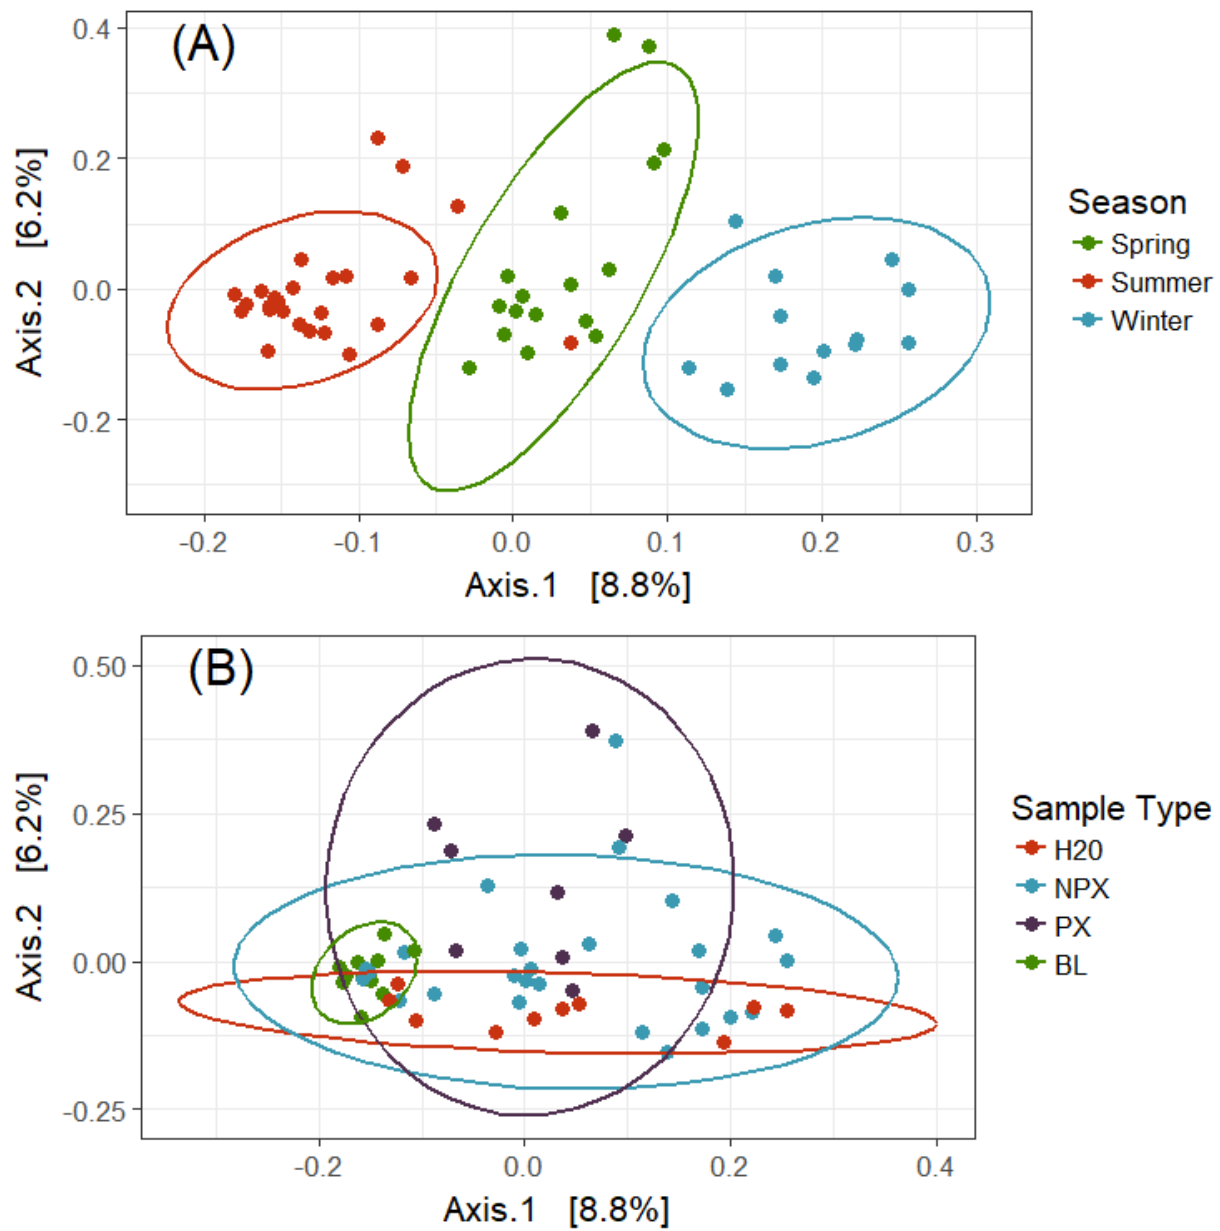 (A)
0.4
0.2
0.0
-0.2
Axis.2 [6.2%]
-0.2 -0.1 0.0 0.1 0.2 0.3
Axis.1 [8.8%]
Season
Spring
Summer
Winter
(B)
0.50
0.25
0.00
-0.25
Axis.2 [6.2%]
-0.2 0.0 0.2 0.4
Axis.1 [8.8%]
Sample Type
H20
NPX
PX
BL